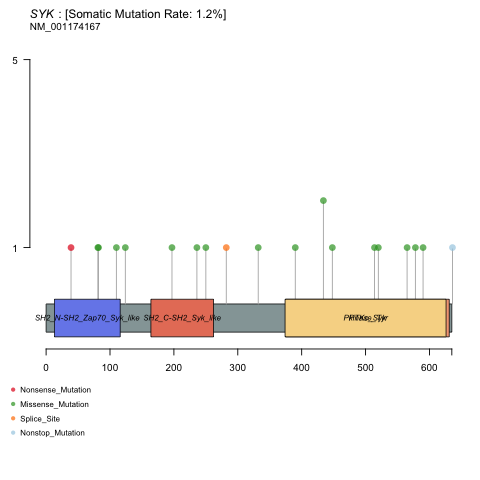 SYK : [Somatic Mutation Rate: 1.2%]
NM_001174167
5
1
SH2_N-SH2_Zap70_Syk_like SH2_C-SH2_Syk_like
0 100 200 300 400 500 600
Nonsense_Mutation
Missense_Mutation
Splice_Site
Nonstop_Mutation